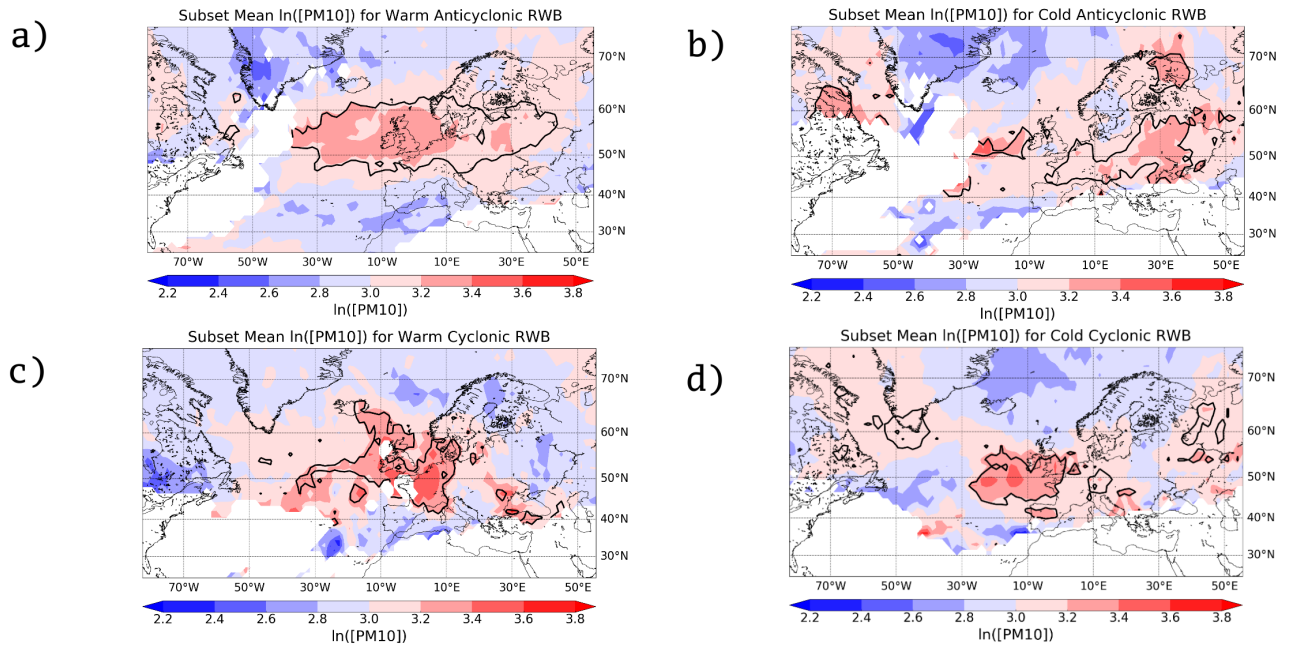 a)
Subset Mean ln([PM10]) for Warm Anticyclonic RWB
70°N
60°N
50°N
40°N
30°N
70°W 50°W 30°W 10°W 10°E 30°E 50°E
2.2 2.4 2.6 2.8 3.0 3.2 3.4 3.6 3.8
ln([PM10])
b)
Subset Mean ln([PM10]) for Cold Anticyclonic RWB
70°N
60°N
50°N
40°N
30°N
70°W 50°W 30°W 10°W 10°E 30°E 50°E
2.2 2.4 2.6 2.8 3.0 3.2 3.4 3.6 3.8
ln([PM10])
c)
Subset Mean ln([PM10]) for Warm Cyclonic RWB
70°N
60°N
50°N
40°N
30°N
70°W 50°W 30°W 10°W 10°E 30°E 50°E
2.2 2.4 2.6 2.8 3.0 3.2 3.4 3.6 3.8
ln([PM10])
d)
Subset Mean ln([PM10]) for Cold Cyclonic RWB
70°N
60°N
50°N
40°N
30°N
70°W 50°W 30°W 10°W 10°E 30°E 50°E
2.2 2.4 2.6 2.8 3.0 3.2 3.4 3.6 3.8
ln([PM10])